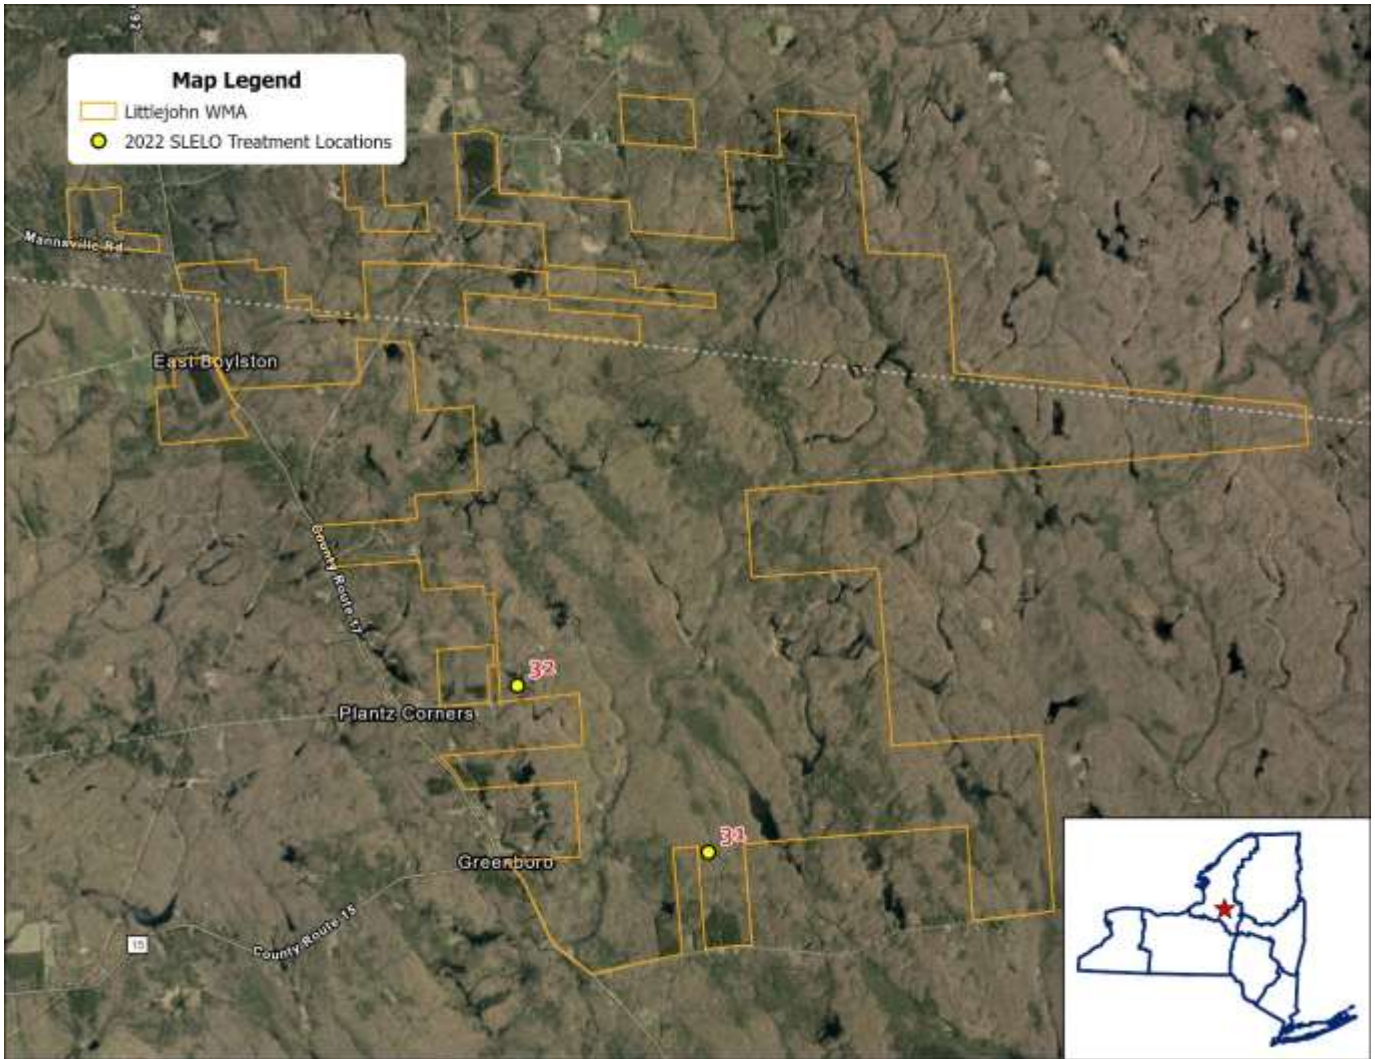 Map Legend
Littlejohn WMA
2022 SLELO Treatment Locations
Mannsville Rd
East Boylston
County Route 17
32
Plantz Corners
31
Greenboro
County Route 15
15